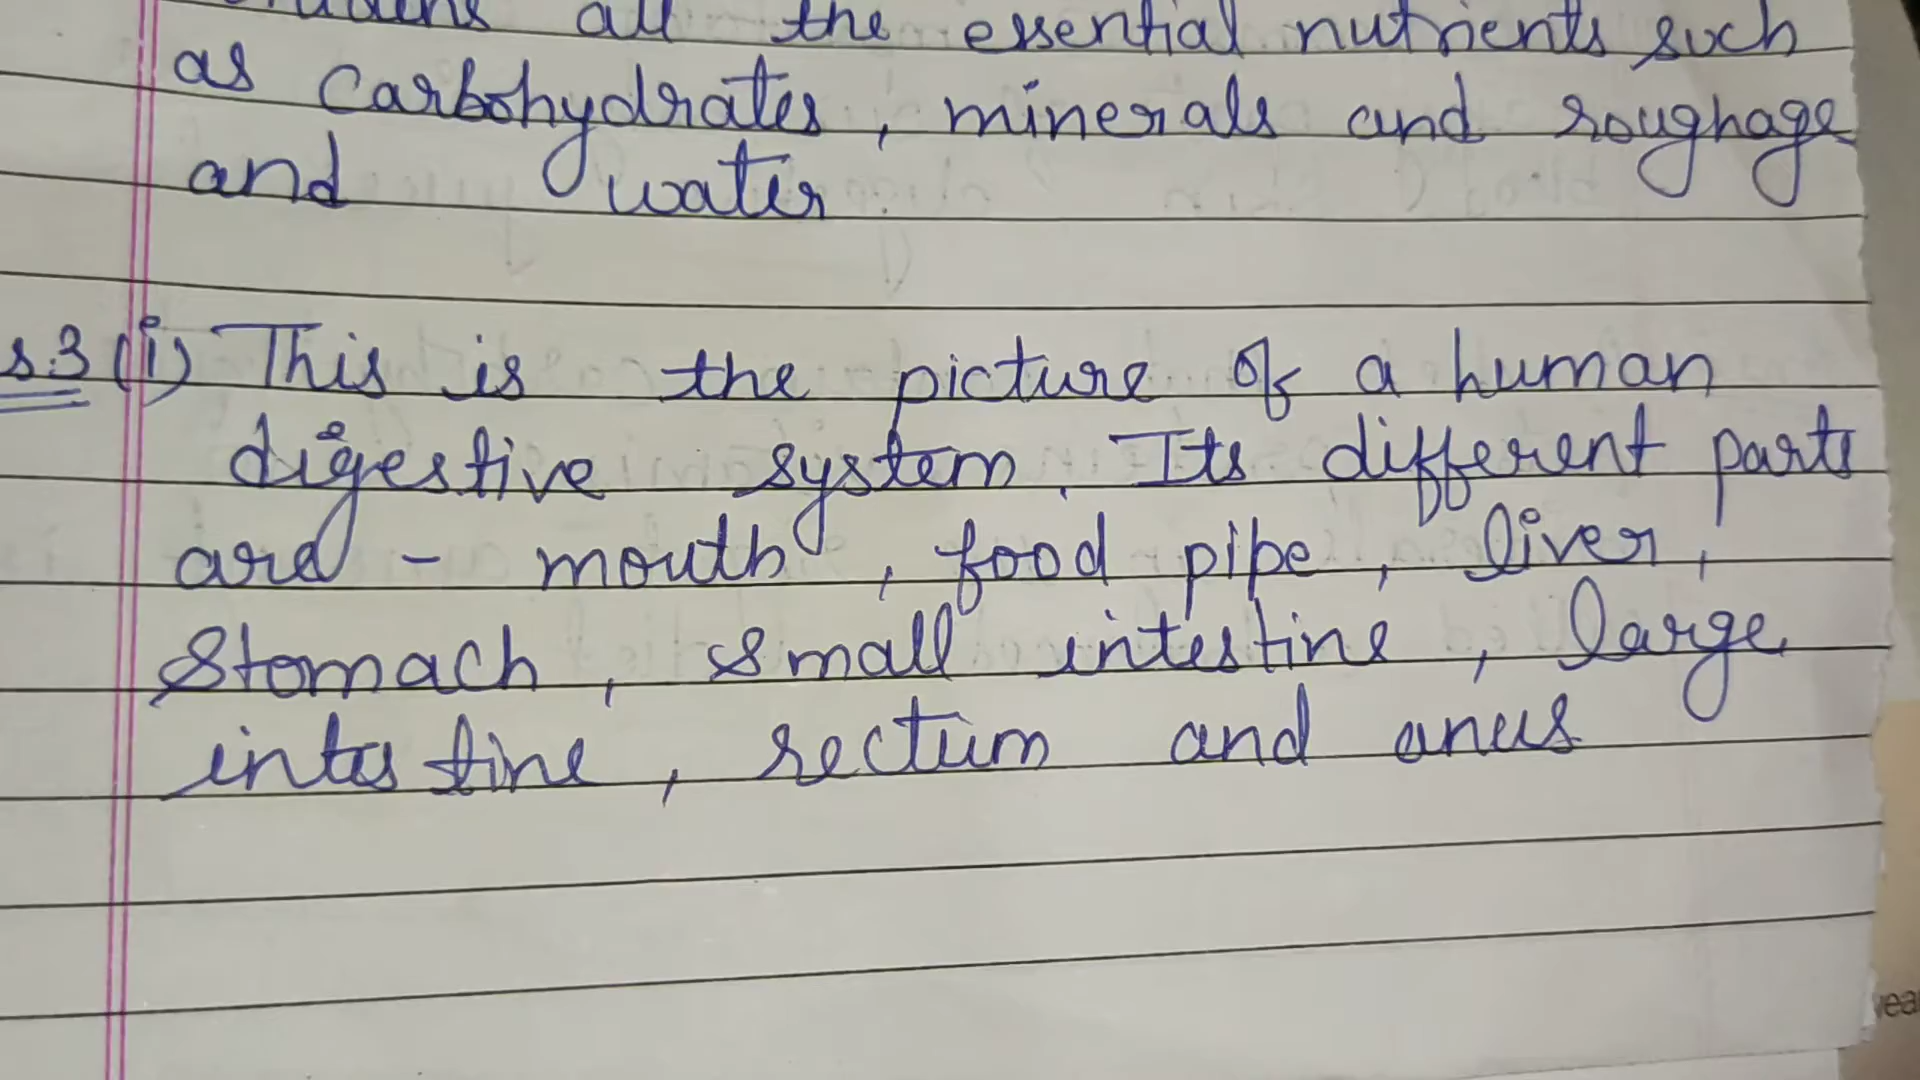 all the essential nutrients such
as carbohydrates, minerals and roughage
and water
s.3 (i) This is the picture of a human
digestive system. Its different parts
are - mouth, food pipe, liver,
Stomach, small intestine, large
intestine, rectum and anus